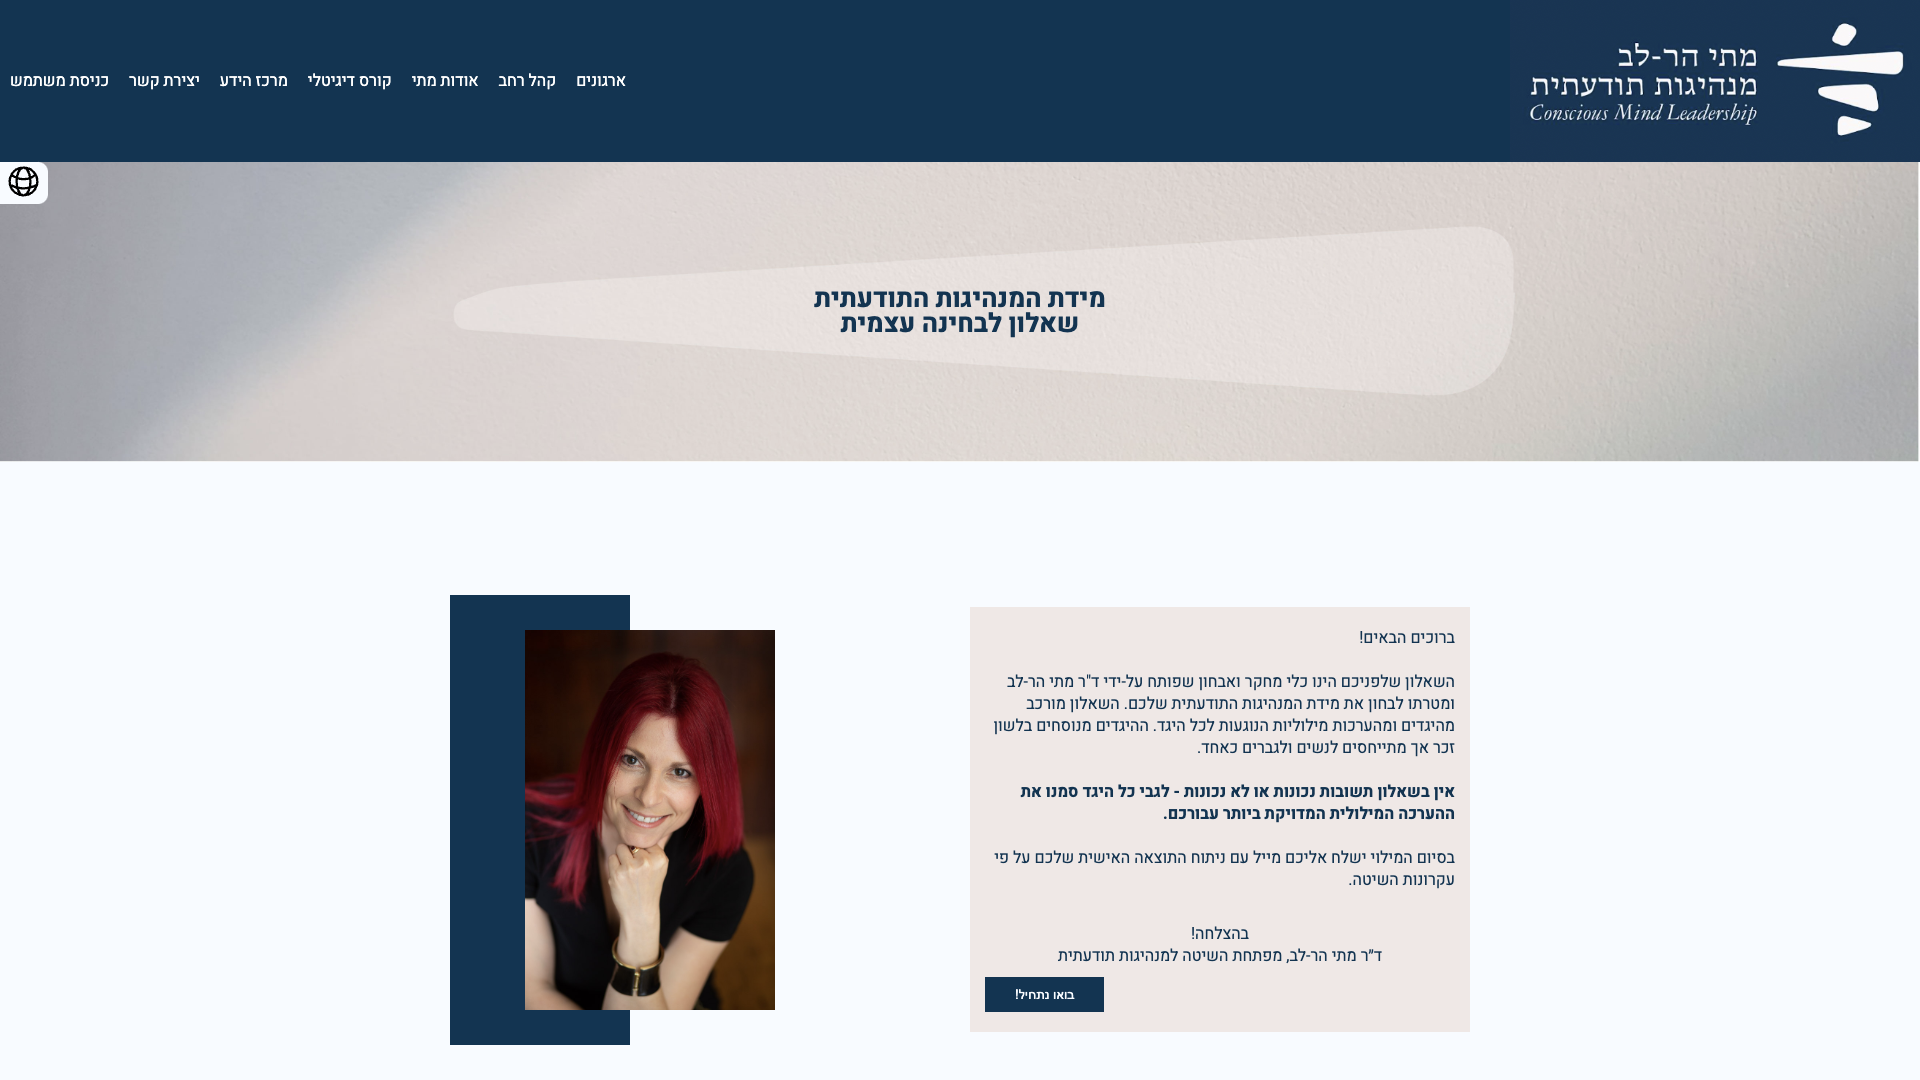 מתי הר-לב
מנהיגות תודעתית
Conscious Mind Leadership
ארגונים
קהל רחב
אודות מתי
קורס דיגיטלי
מרכז הידע
יצירת קשר
כניסת משתמש
מידת המנהיגות התודעתית
שאלון לבחינה עצמית
ברוכים הבאים!
השאלון שלפניכם הינו כלי מחקר ואבחון שפותח על-ידי ד"ר מתי הר-לב
ומטרתו לבחון את מידת המנהיגות התודעתית שלכם. השאלון מורכב
מהיגדים ומהערכות מילוליות הנוגעות לכל היגד. ההיגדים מנוסחים בלשון
זכר אך מתייחסים לנשים ולגברים כאחד.
אין בשאלון תשובות נכונות או לא נכונות - לגבי כל היגד סמנו את
ההערכה המילולית המדויקת ביותר עבורכם.
בסיום המילוי ישלח אליכם מייל עם ניתוח התוצאה האישית שלכם על פי
עקרונות השיטה.
בהצלחה!
ד״ר מתי הר-לב, מפתחת השיטה למנהיגות תודעתית
בואו נתחיל!